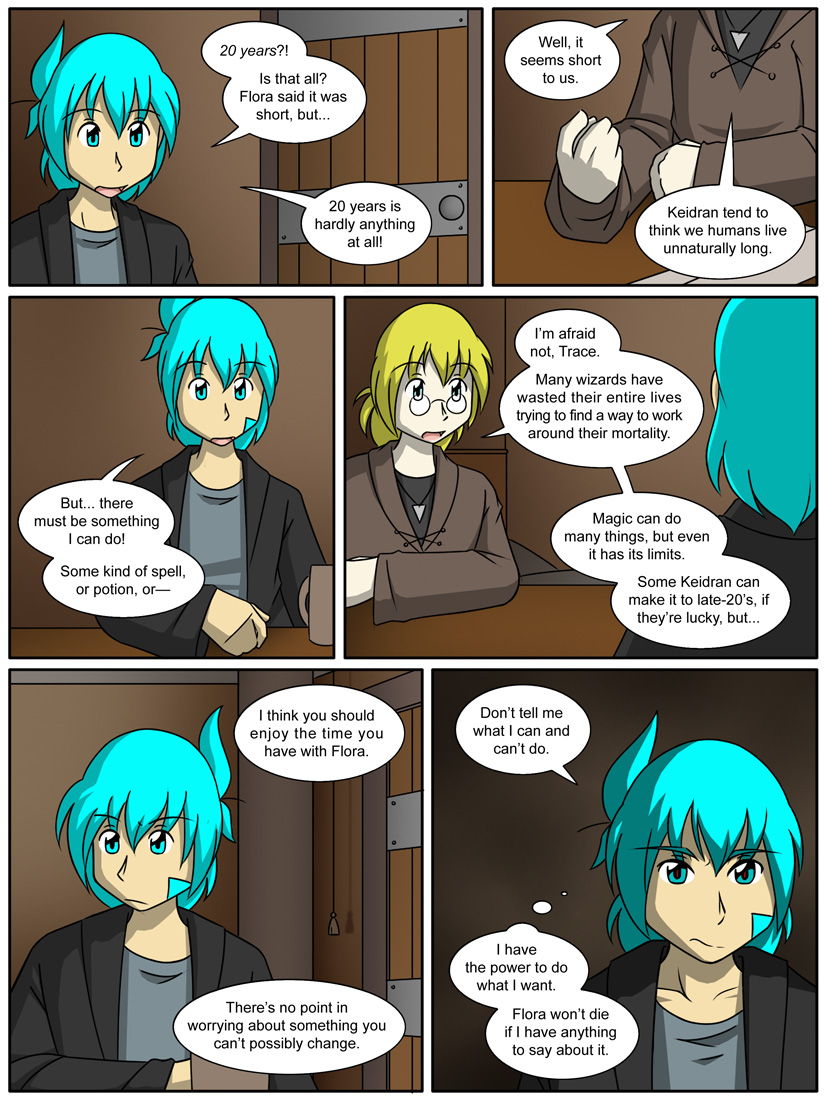 20 years?!
Is that all?
Flora said it was
short, but...
20 years is
hardly anything
at all!
Well, it
seems short
to us.
Keidran tend to
think we humans live
unnaturally long.
But... there
must be something
I can do!
Some kind of spell,
or potion, or—
I'm afraid
not, Trace.
Many wizards have
wasted their entire lives
trying to find a way to work
around their mortality.
Magic can do
many things, but even
it has its limits.
Some Keidran can
make it to late-20's, if
they're lucky, but...
I think you should
enjoy the time you
have with Flora.
There's no point in
worrying about something you
can't possibly change.
Don't tell me
what I can and
can't do.
I have
the power to do
what I want.
Flora won't die
if I have anything
to say about it.